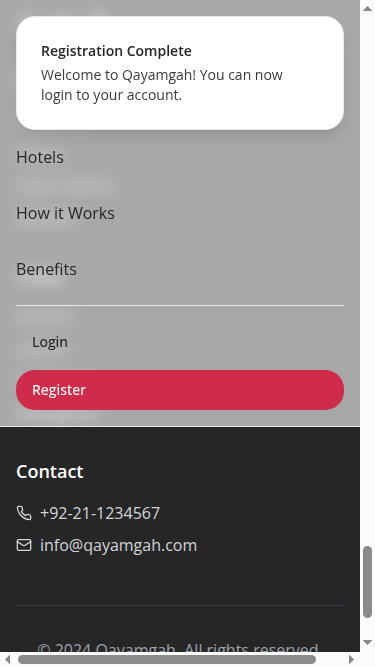 Registration Complete
Welcome to Qayamgah! You can now
login to your account.
Hotels
How it Works
Benefits
Login
Register
Contact
+92-21-1234567
info@qayamgah.com
© 2024 Qayamgah. All rights reserved.